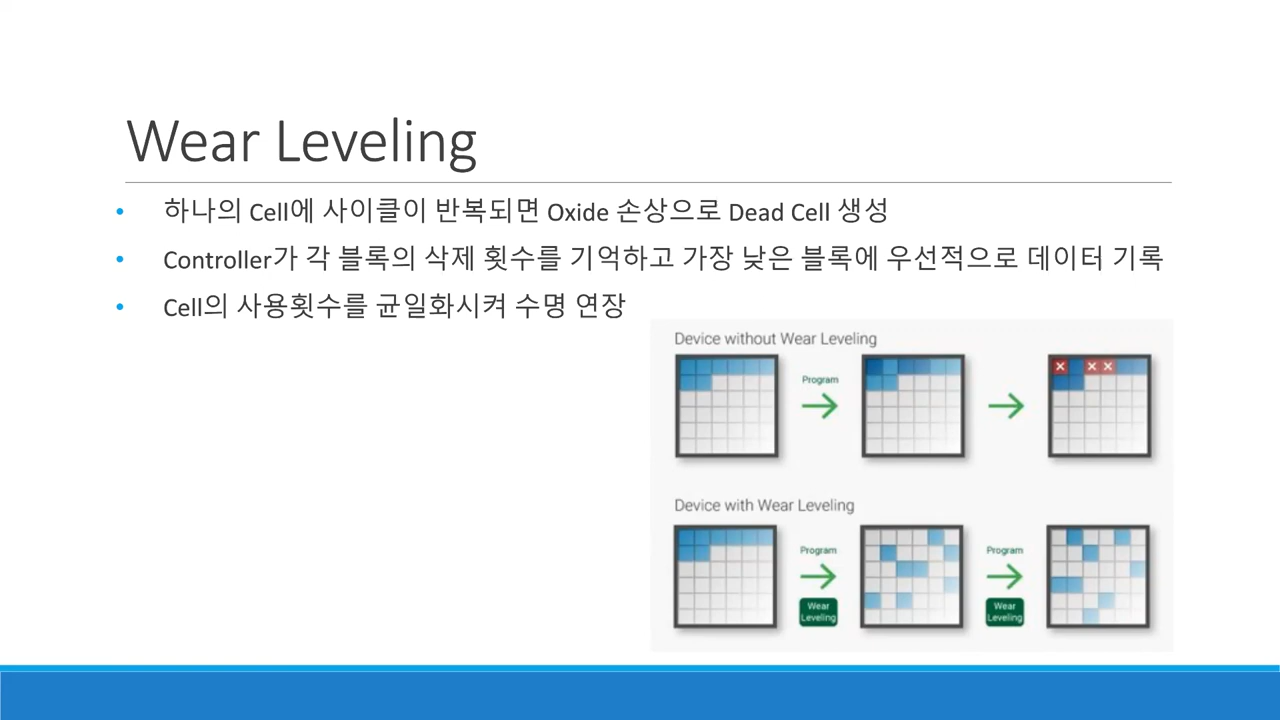 Wear Leveling
• 하나의 Cell에 사이클이 반복되면 Oxide 손상으로 Dead Cell 생성
• Controller가 각 블록의 삭제 횟수를 기억하고 가장 낮은 블록에 우선적으로 데이터 기록
• Cell의 사용횟수를 균일화시켜 수명 연장
Device without Wear Leveling
Program
Device with Wear Leveling
Program
Wear
Leveling
Program
Wear
Leveling